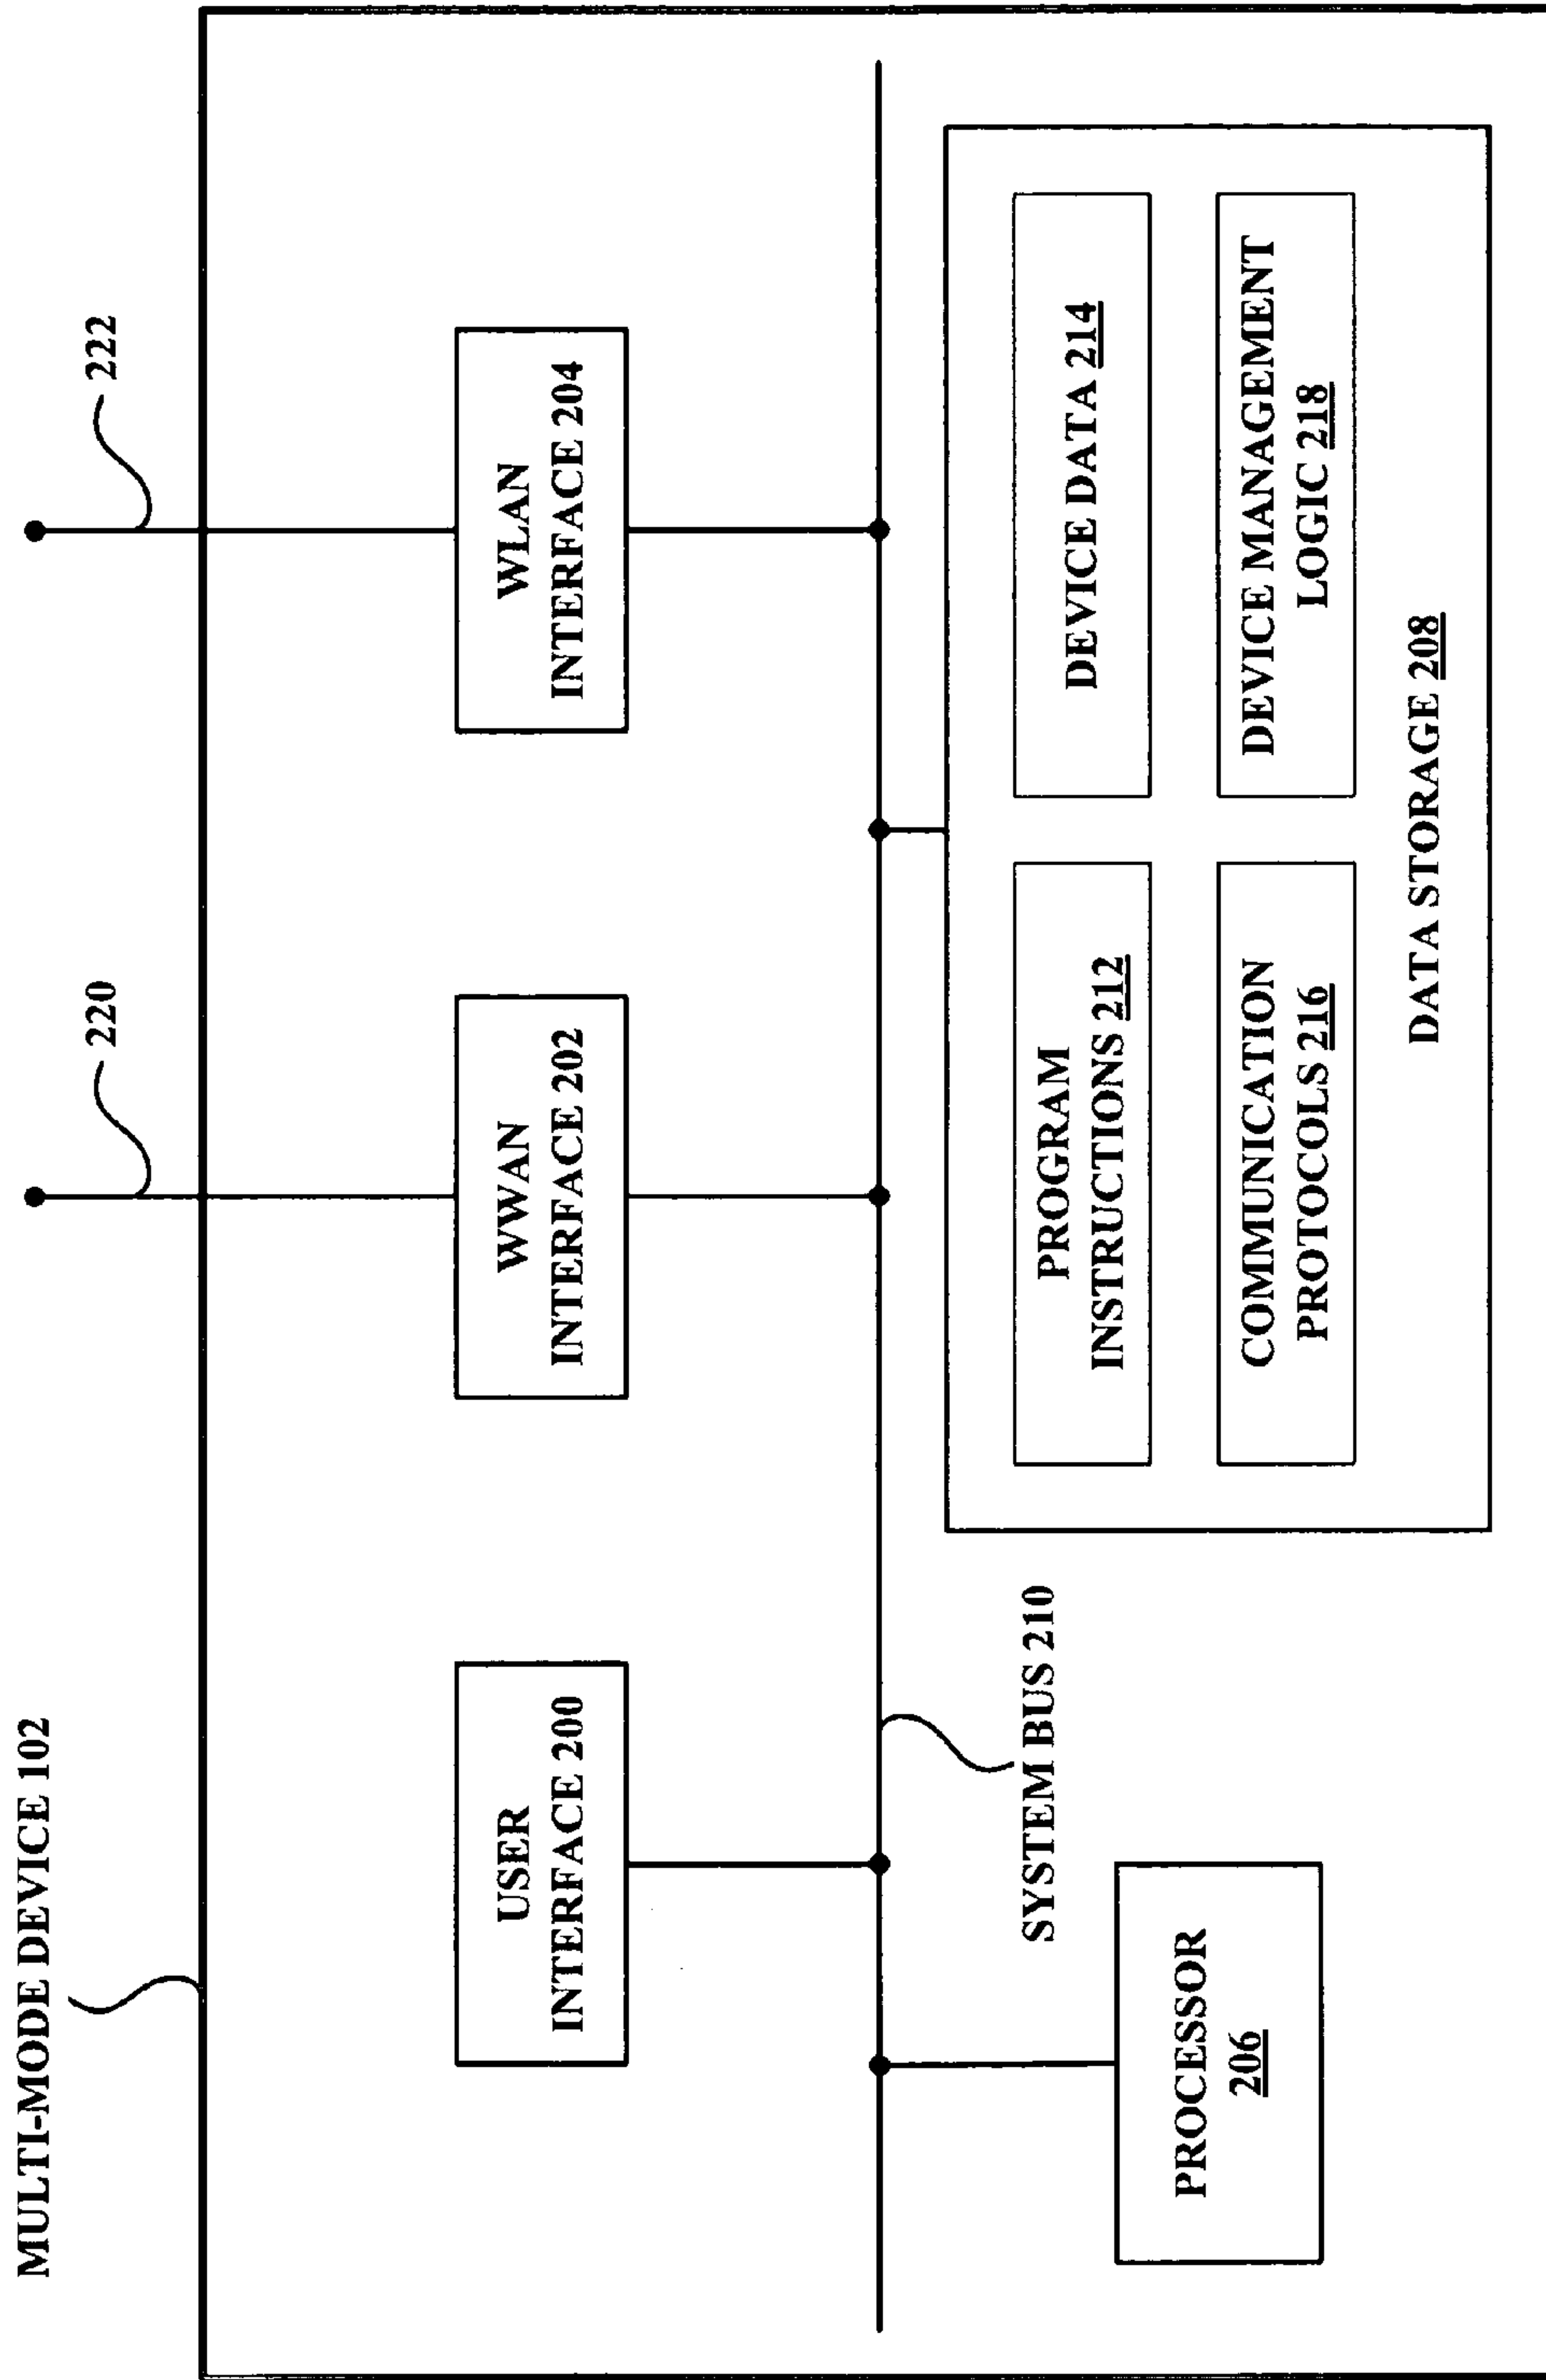 MULTI-MODE DEVICE 102
220
222
USER
INTERFACE 200
WWAN
INTERFACE 202
WLAN
INTERFACE 204
SYSTEM BUS 210
PROCESSOR
206
PROGRAM
INSTRUCTIONS 212
DEVICE DATA 214
COMMUNICATION
PROTOCOLS 216
DEVICE MANAGEMENT
LOGIC 218
DATA STORAGE 208